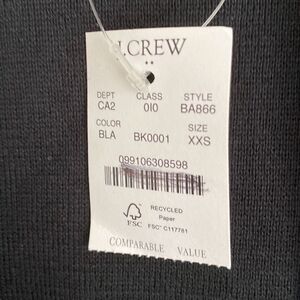 J.CREW
**
DEPT CLASS STYLE
CA2 0I0 BA866
COLOR SIZE
BLA BK0001 XXS
099106308598
RECYCLED
Paper
FSC FSC® C117781
COMPARABLE VALUE